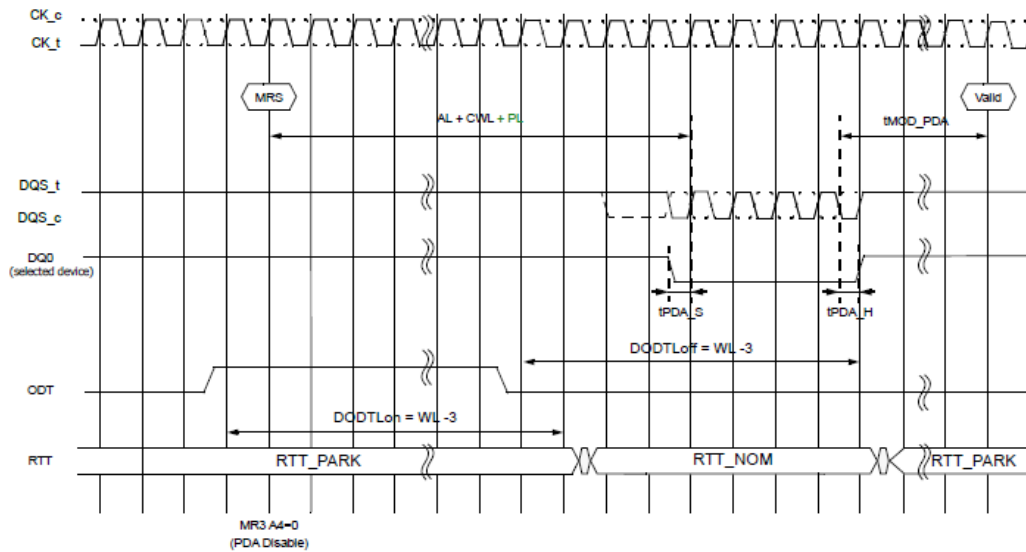 CK_c
CK_t
MRS
Valid
AL + CWL + PL
tMOD_PDA
DQS_t
DQS_c
DQ0
(selected device)
tPDA_S
tPDA_H
DODTLoff = WL -3
ODT
DODTLon = WL -3
RTT
RTT_PARK
RTT_NOM
RTT_PARK
MR3 A4=0
(PDA Disable)